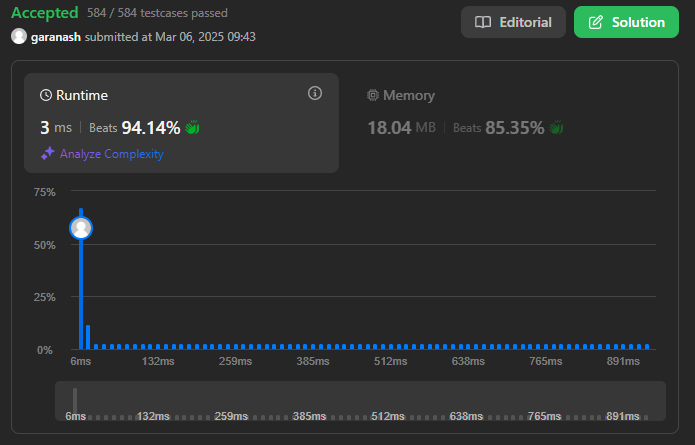 Accepted 584 / 584 testcases passed
Editorial
Solution
garanash submitted at Mar 06, 2025 09:43
Runtime
3 ms | Beats 94.14%
Analyze Complexity
Memory
18.04 MB | Beats 85.35%
75%
50%
25%
0%
6ms 132ms 259ms 385ms 512ms 638ms 765ms 891ms
6ms 132ms 259ms 385ms 512ms 638ms 765ms 891ms